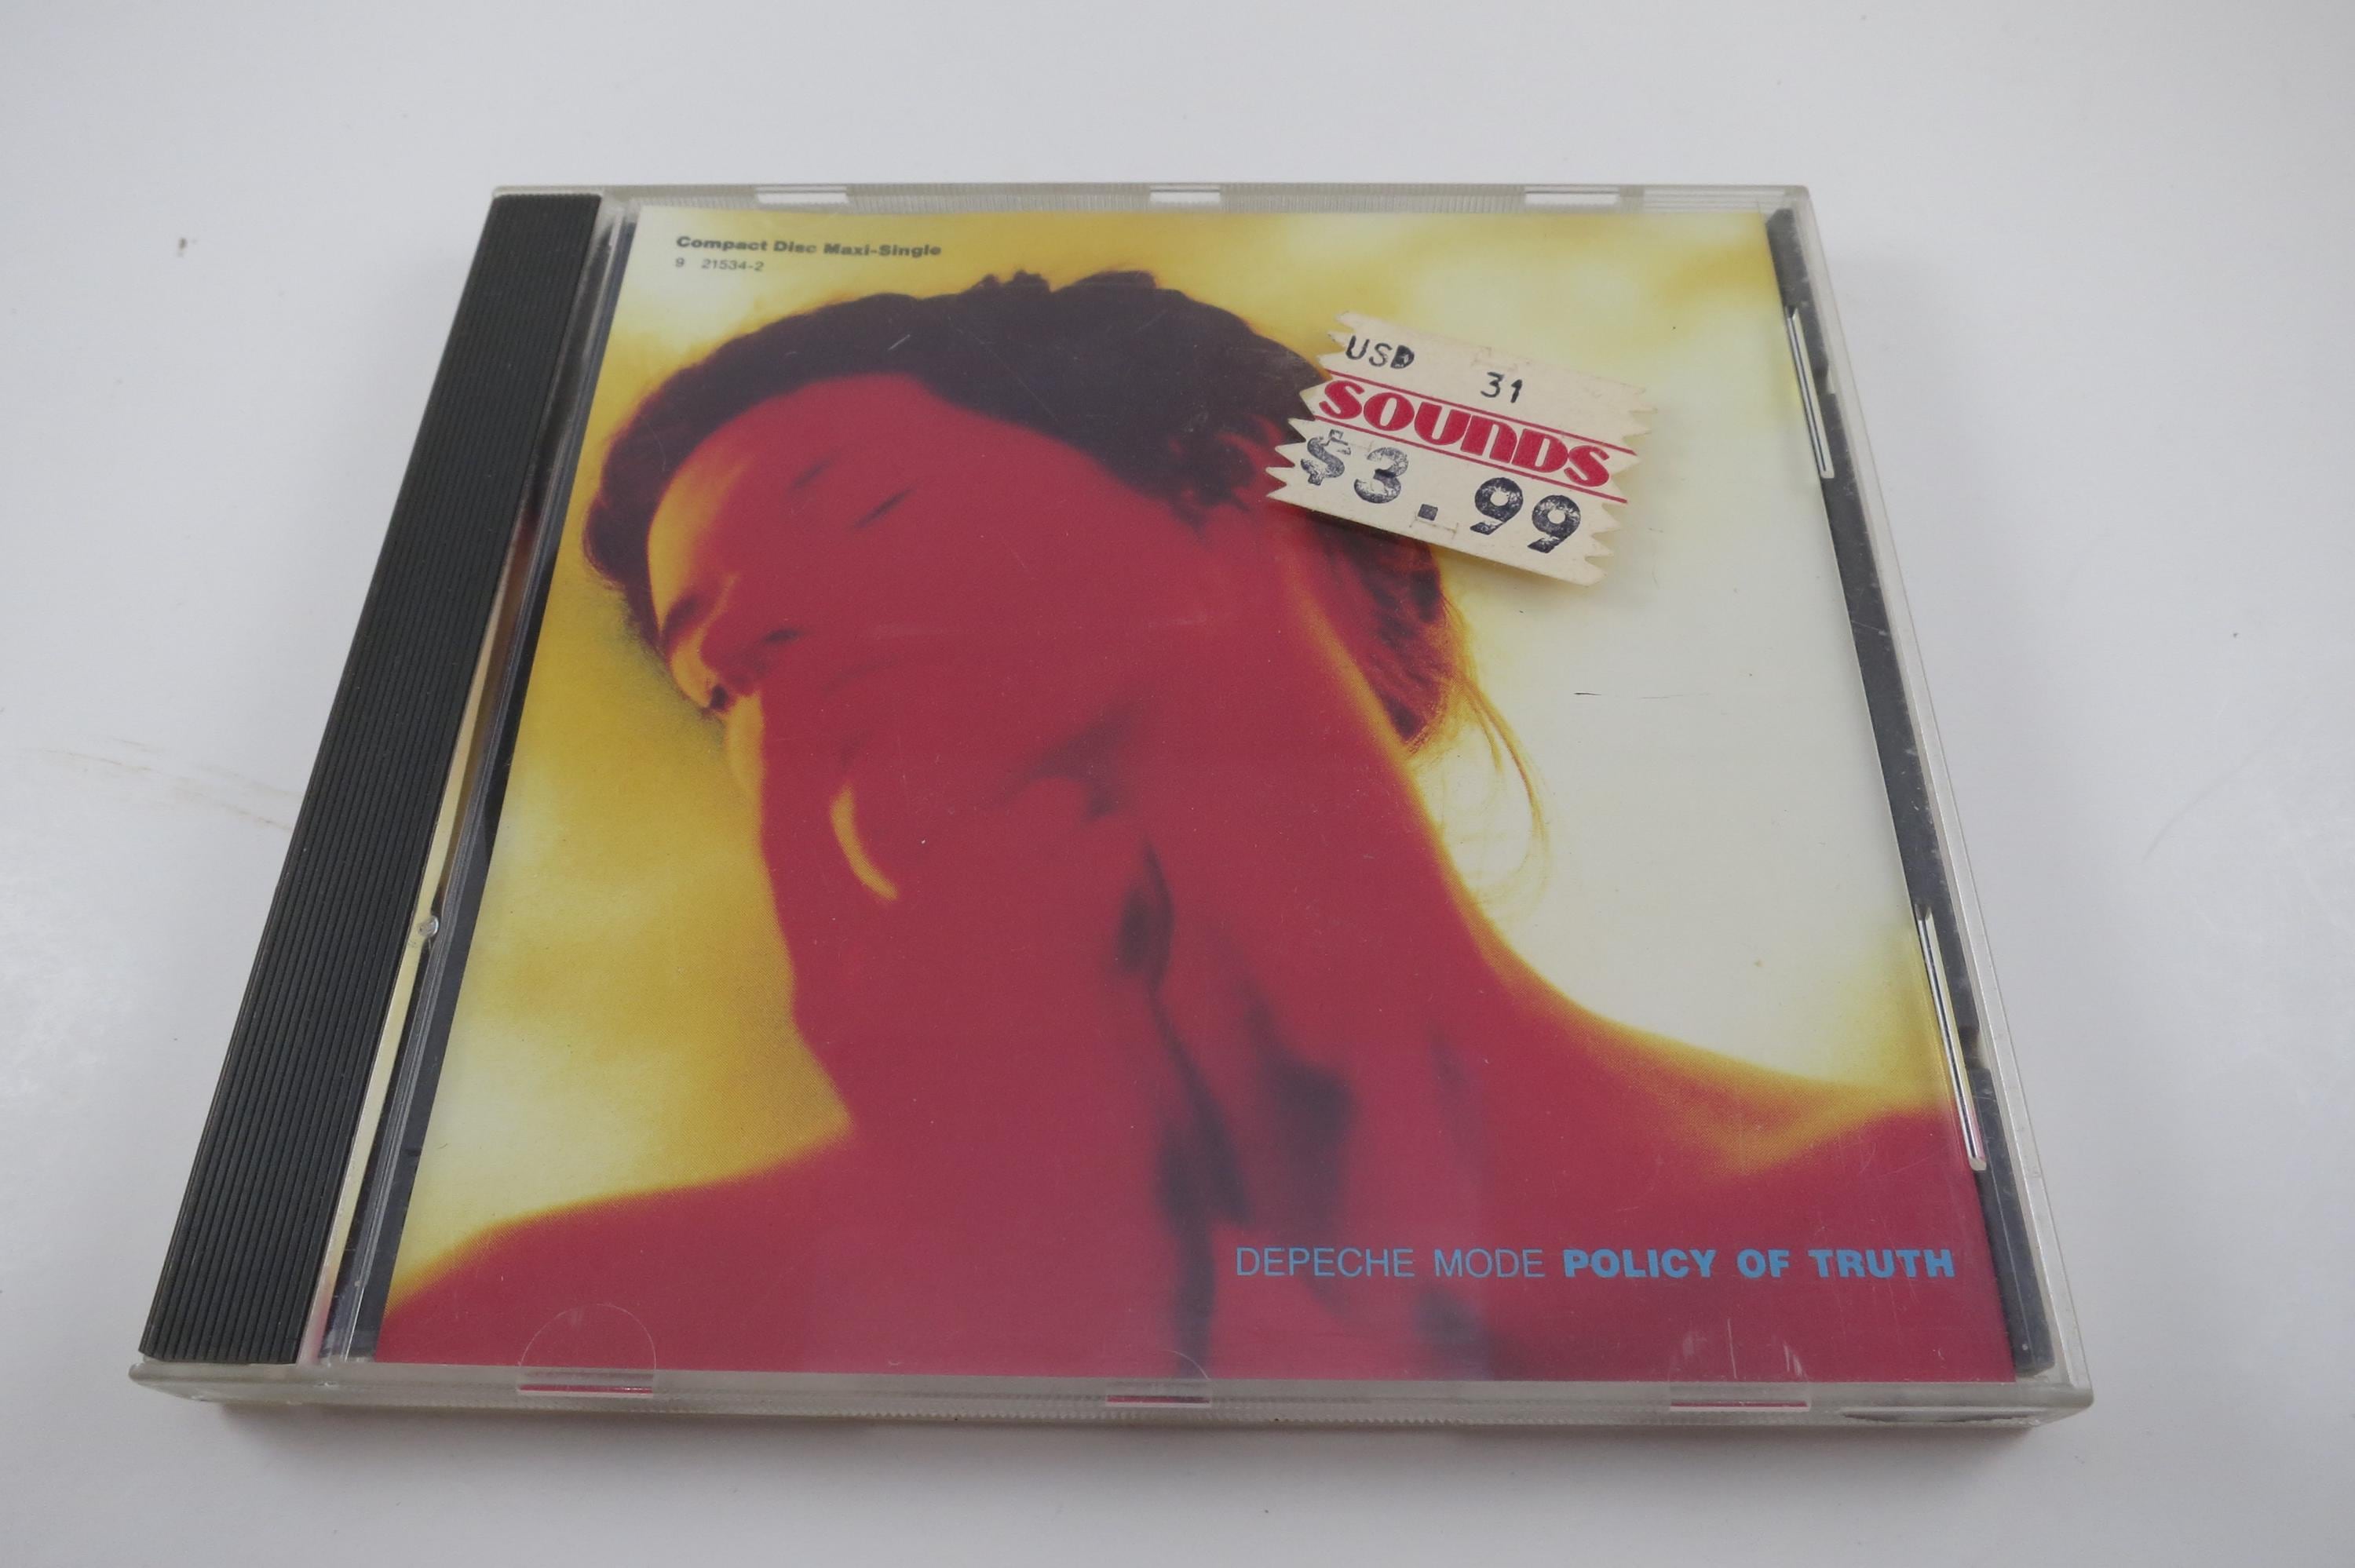 Compact Disc Maxi-Single
9 21534-2
USD 31
SOUNDS
$3.99
DEPECHE MODE POLICY OF TRUTH